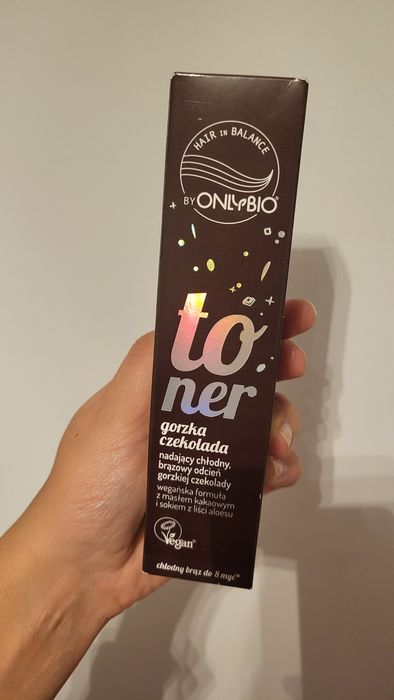 HAIR IN BALANCE
BY ONLYBIO®
to
ner
gorzka
czekolada
nadający chłodny,
brązowy odcień
gorzkiej czekolady
wegańska formuła
z masłem kakaowym
i sokiem z liści aloesu
Vegan®
chłodny brąz do 8 myć*